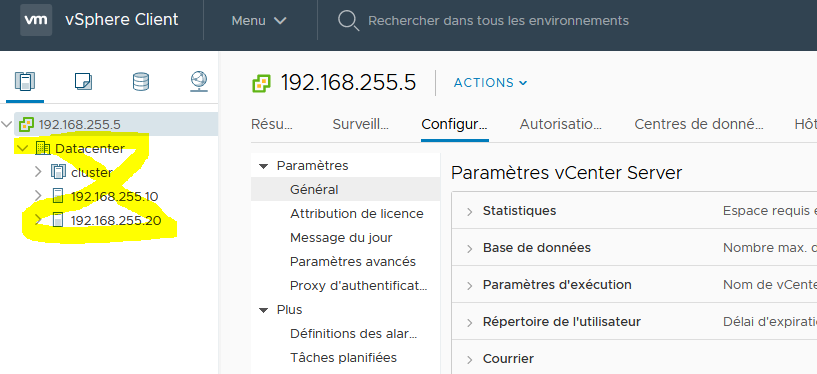 vm vSphere Client Menu Rechercher dans tous les environnements
192.168.255.5
Datacenter
cluster
192.168.255.10
192.168.255.20
192.168.255.5 ACTIONS
Résu... Surveill... Configur... Autorisatio... Centres de donné... Hôt
Paramètres
Général
Attribution de licence
Message du jour
Paramètres avancés
Proxy d'authentificat...
Plus
Définitions des alar...
Tâches planifiées
Paramètres vCenter Server
Statistiques Espace requis e
Base de données Nombre max. d
Paramètres d'exécution Nom de vCente
Répertoire de l'utilisateur Délai d'expirati
Courrier